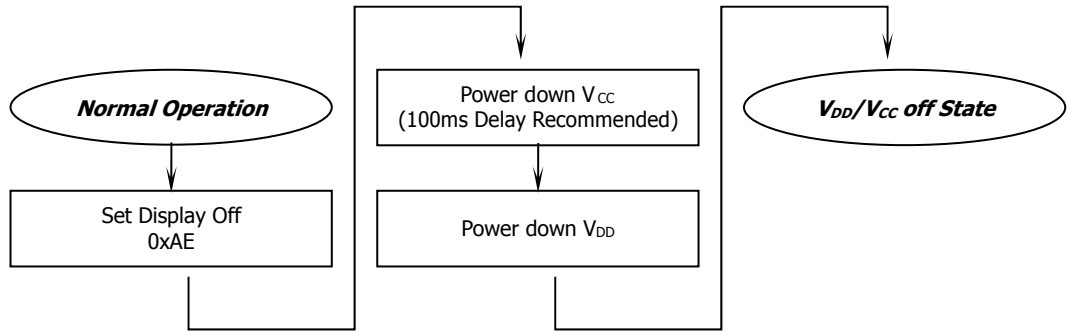 Normal Operation
Set Display Off
0xAE
Power down VCC
(100ms Delay Recommended)
Power down VDD
VDD/VCC off State